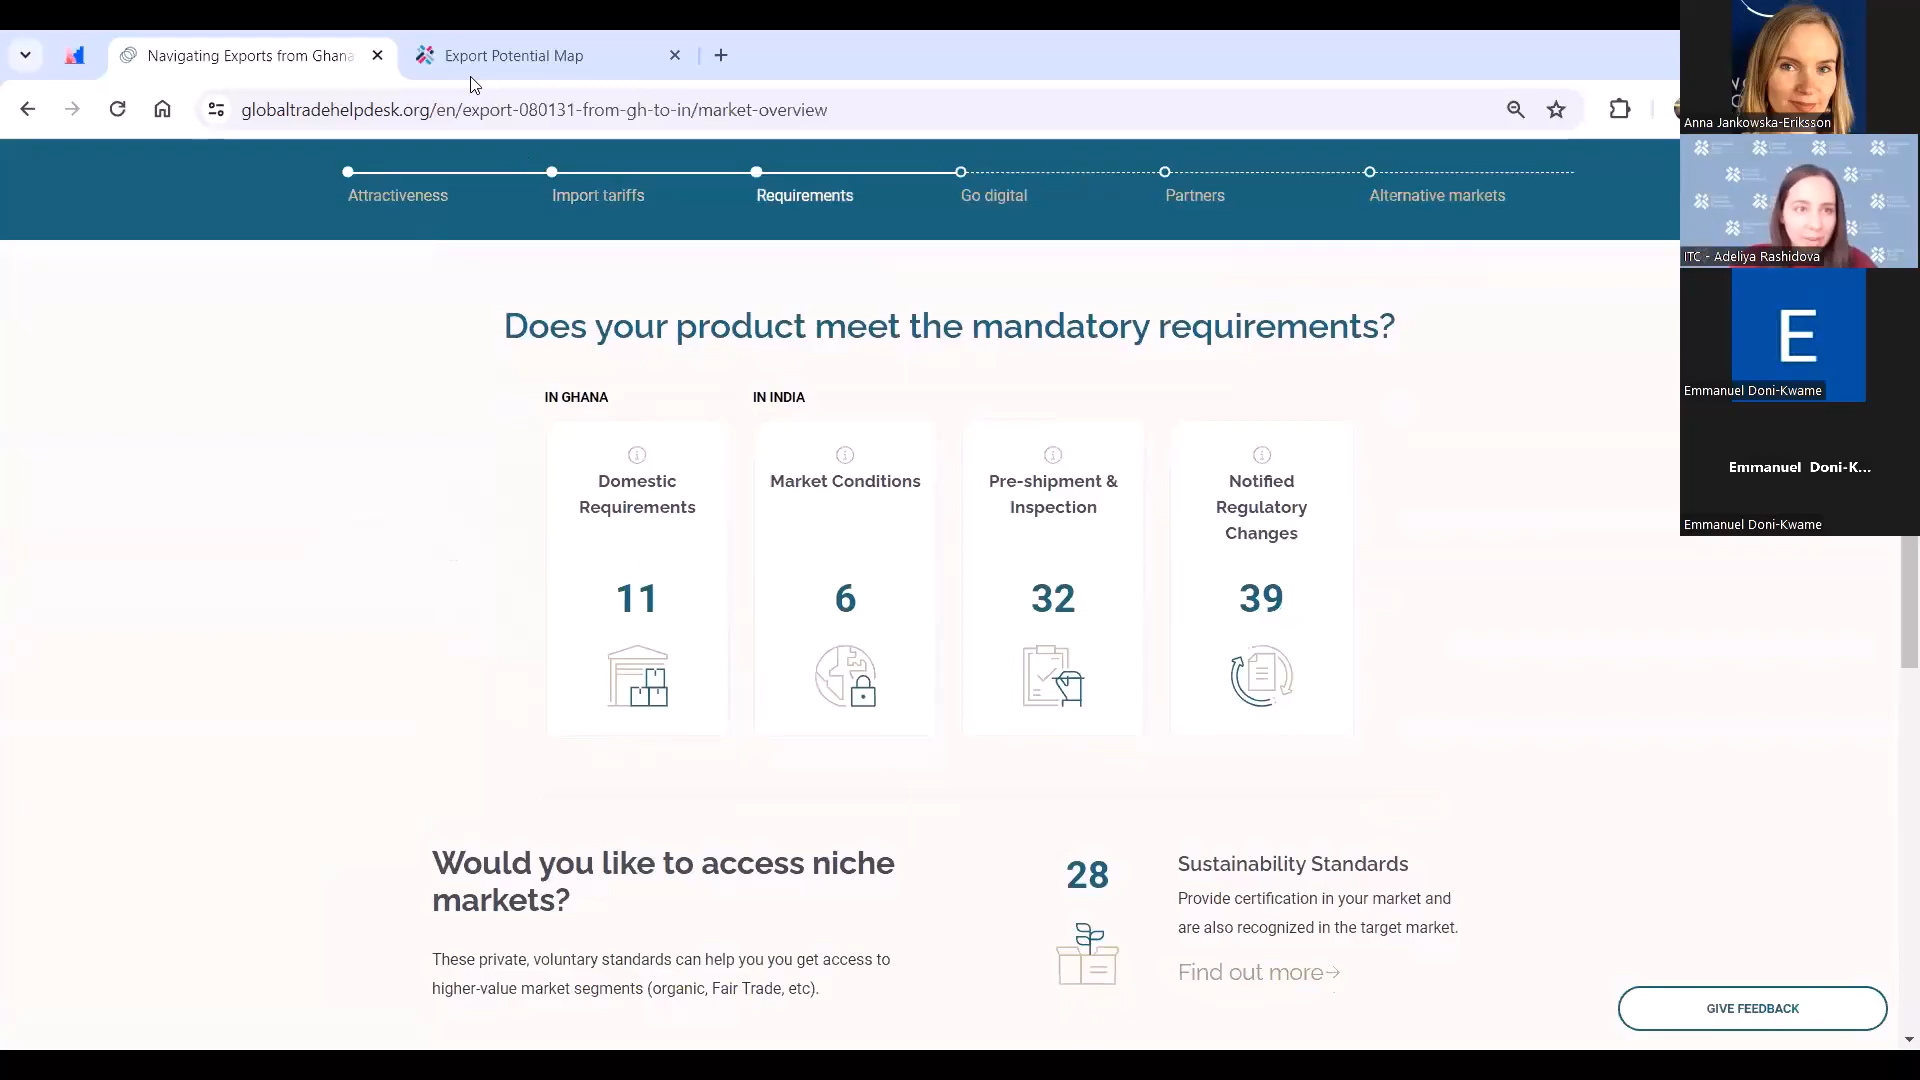 Navigating Exports from Ghana
Export Potential Map
globaltradehelpdesk.org/en/export-080131-from-gh-to-in/market-overview
Attractiveness
Import tariffs
Requirements
Go digital
Partners
Alternative markets
Does your product meet the mandatory requirements?
IN GHANA
IN INDIA
Domestic
Requirements
11
Market Conditions
6
Pre-shipment &
Inspection
32
Notified
Regulatory
Changes
39
Would you like to access niche
markets?
These private, voluntary standards can help you you get access to
higher-value market segments (organic, Fair Trade, etc).
28
Sustainability Standards
Provide certification in your market and
are also recognized in the target market.
Find out more→
GIVE FEEDBACK
Anna Jankowska-Eriksson
ITC - Adeliya Rashidova
E
Emmanuel Doni-Kwame
Emmanuel Doni-K...
Emmanuel Doni-Kwame